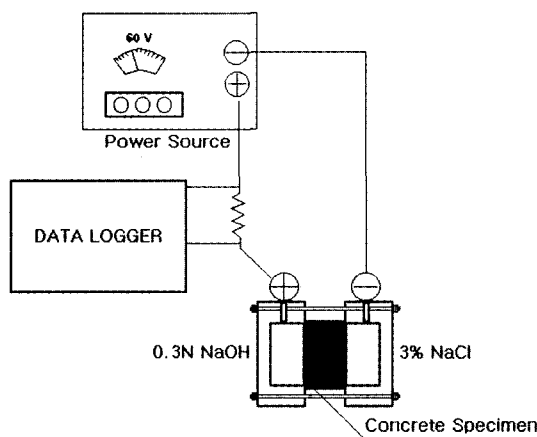 60 V
Power Source
DATA LOGGER
0.3N NaOH
3% NaCl
Concrete Specimen